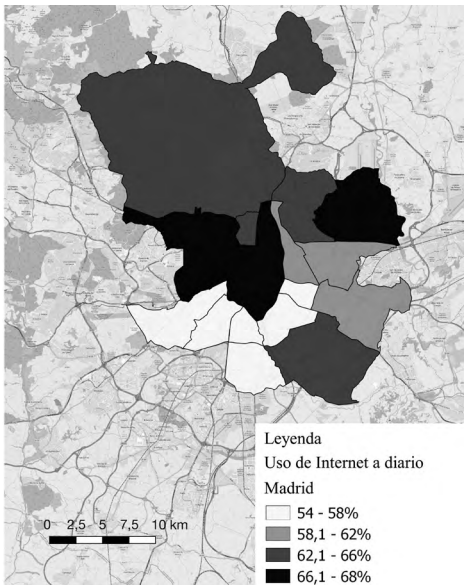 Leyenda
Uso de Internet a diario
Madrid
54 - 58%
58,1 - 62%
62,1 - 66%
66,1 - 68%
0 2,5 5 7,5 10 km